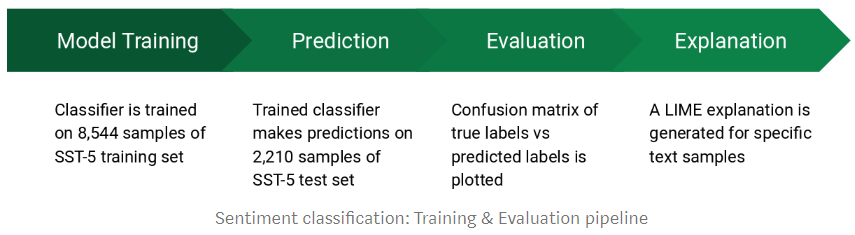 Model Training
Prediction
Evaluation
Explanation
Classifier is trained
on 8,544 samples of
SST-5 training set
Trained classifier
makes predictions on
2,210 samples of
SST-5 test set
Confusion matrix of
true labels vs
predicted labels is
plotted
A LIME explanation is
generated for specific
text samples
Sentiment classification: Training & Evaluation pipeline